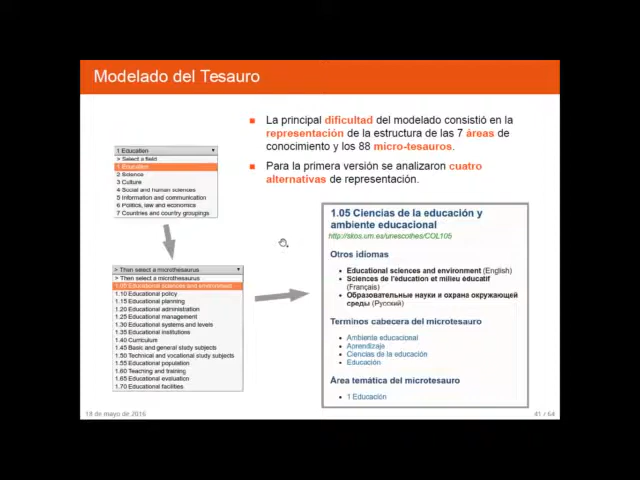 Modelado del Tesauro
La principal dificultad del modelado consistió en la
representación de la estructura de las 7 áreas de
conocimiento y los 88 micro-tesauros.
Para la primera versión se analizaron cuatro
alternativas de representación.
1 Education
> Select a field
1 Education
2 Science
3 Culture
4 Social and human sciences
5 Information and communication
6 Politics, law and economics
7 Countries and country groupings
> Then select a microthesaurus
> Then select a microthesaurus
1.05 Educational sciences and environment
1.10 Educational policy
1.15 Educational planning
1.20 Educational administration
1.25 Educational management
1.30 Educational systems and levels
1.35 Educational institutions
1.40 Curriculum
1.45 Basic and general study subjects
1.50 Technical and vocational study subjects
1.55 Educational population
1.60 Teaching and training
1.65 Educational evaluation
1.70 Educational facilities
1.05 Ciencias de la educación y
ambiente educacional
http://skos.um.es/unescothes/COL105
Otros idiomas
Educational sciences and environment (English)
Sciences de l'éducation et milieu éducatif
(Français)
Образовательные науки и охрана окружающей
среды (Русский)
Terminos cabecera del microtesauro
Ambiente educacional
Aprendizaje
Ciencias de la educación
Educación
Área temática del microtesauro
1 Educación
18 de mayo de 2016
41 / 64